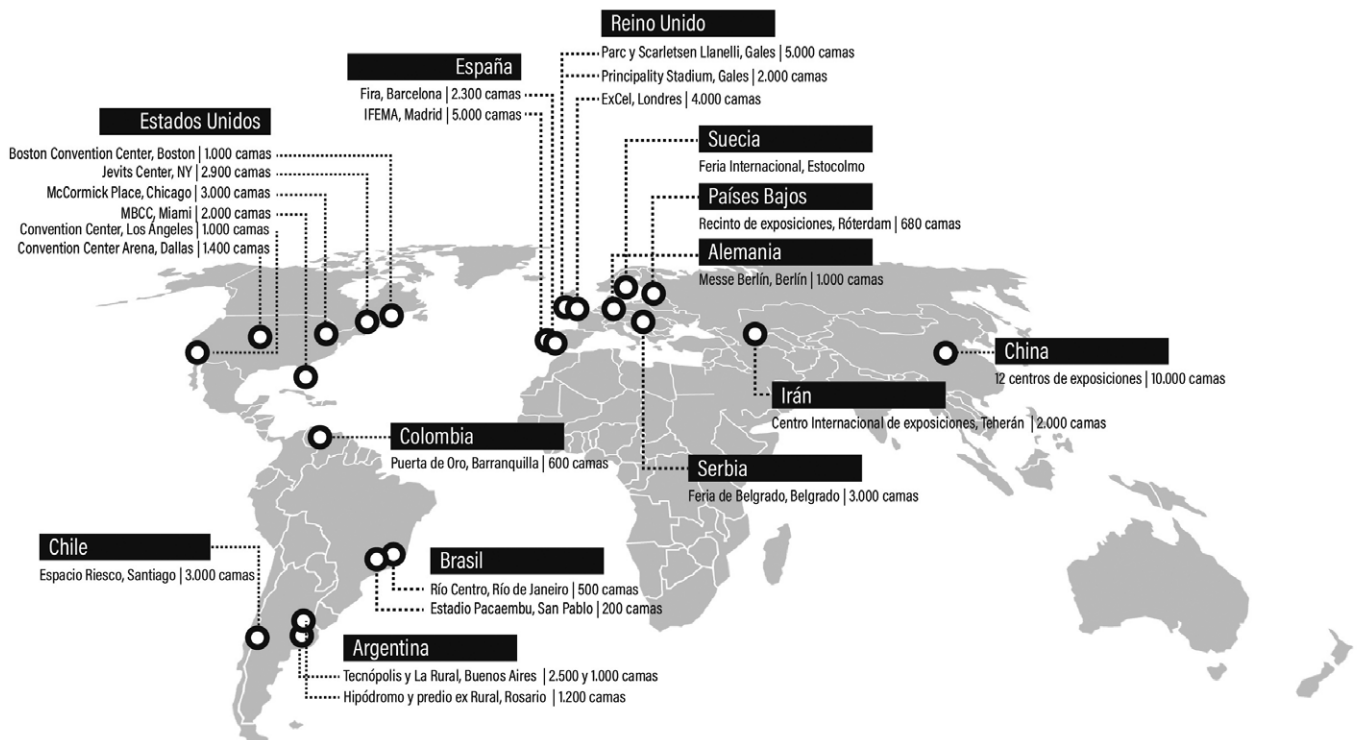 Reino Unido
Parc y Scarletsen Llanelli, Gales | 5.000 camas
Principality Stadium, Gales | 2.000 camas
ExCel, Londres | 4.000 camas
España
Fira, Barcelona | 2.300 camas
IFEMA, Madrid | 5.000 camas
Estados Unidos
Boston Convention Center, Boston | 1.000 camas
Jevits Center, NY | 2.900 camas
McCormick Place, Chicago | 3.000 camas
MBCC, Miami | 2.000 camas
Convention Center, Los Ángeles | 1.000 camas
Convention Center Arena, Dallas | 1.400 camas
Suecia
Feria Internacional, Estocolmo
Países Bajos
Recinto de exposiciones, Róterdam | 680 camas
Alemania
Messe Berlín, Berlín | 1.000 camas
China
12 centros de exposiciones | 10.000 camas
Irán
Centro Internacional de exposiciones, Teherán | 2.000 camas
Colombia
Puerta de Oro, Barranquilla | 600 camas
Serbia
Feria de Belgrado, Belgrado | 3.000 camas
Chile
Espacio Riesco, Santiago | 3.000 camas
Brasil
Río Centro, Río de Janeiro | 500 camas
Estadio Pacaembu, San Pablo | 200 camas
Argentina
Tecnópolis y La Rural, Buenos Aires | 2.500 y 1.000 camas
Hipódromo y predio ex Rural, Rosario | 1.200 camas